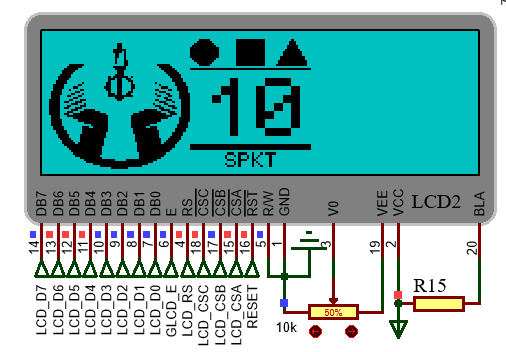 10
SPKT
LCD2
DB7 DB6 DB5 DB4 DB3 DB2 DB1 DB0 E RS CSC CSB CSA RST R/W GND V0 VEE VCC BLA
14 13 12 11 10 9 8 7 6 4 18 17 15 16 5 1 3 19 2 20
LCD_D7 LCD_D6 LCD_D5 LCD_D4 LCD_D3 LCD_D2 LCD_D1 LCD_D0 GLCD_E LCD_RS LCD_CSC LCD_CSB LCD_CSA RESET
R15
50%
10k